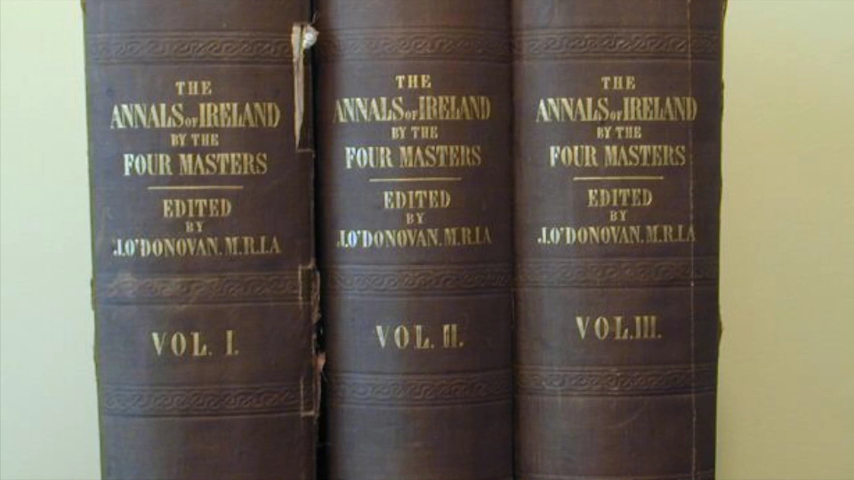 THE
ANNALS OF IRELAND
BY THE
FOUR MASTERS
EDITED
BY
J. O'DONOVAN. M.R.I.A
VOL. I.
THE
ANNALS OF IRELAND
BY THE
FOUR MASTERS
EDITED
BY
J. O'DONOVAN. M.R.I.A
VOL. II.
THE
ANNALS OF IRELAND
BY THE
FOUR MASTERS
EDITED
BY
J. O'DONOVAN. M.R.I.A
VOL. III.